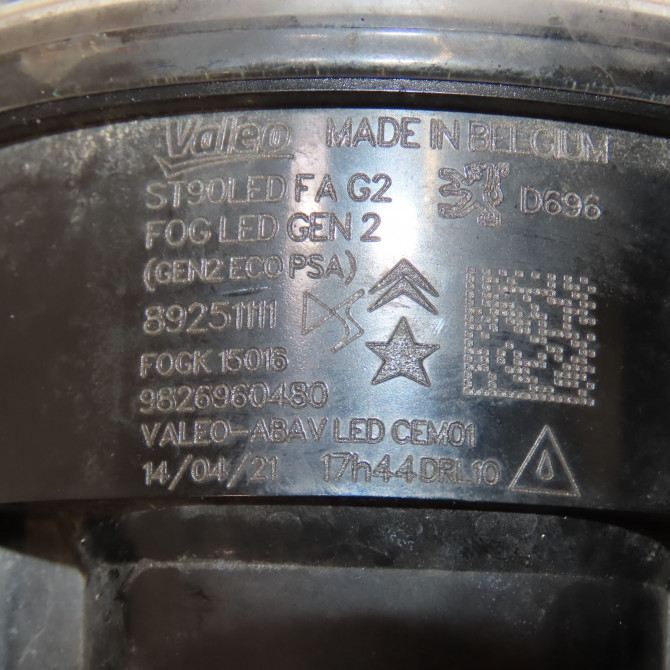 Valeo MADE IN BELGIUM
ST90LED FA G2
D696
FOG LED GEN 2
(GEN2 ECO PSA)
89251111 DS
FOGK 15016
9826960480
VALEO-ABAV LED CEM01
14/04/21 17h44 DRL10